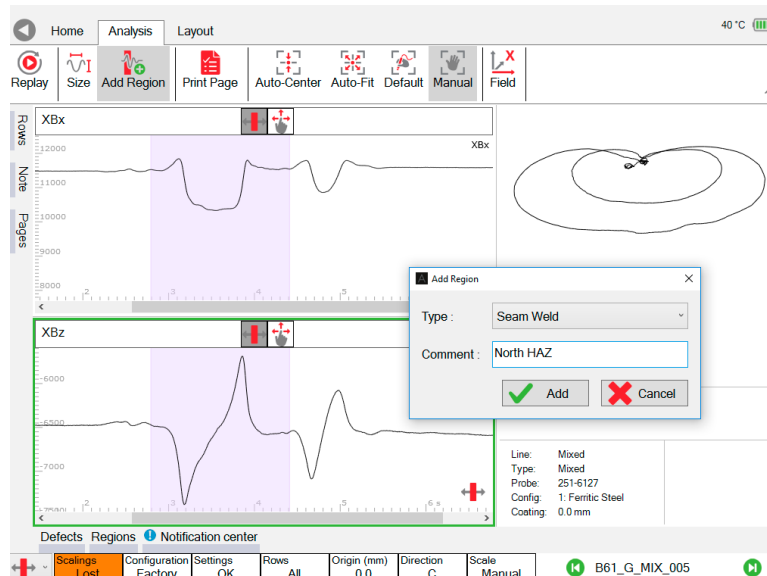 Home Analysis Layout 40 °C
Replay Size Add Region Print Page Auto-Center Auto-Fit Default Manual Field
Rows
Note
Pages
XBx
XBx
12000
11000
10000
9000
8000
2 3 4 5
XBz
-6000
-6500
-7000
-7500
2 3 4 5 6 s
Add Region
Type : Seam Weld
Comment : North HAZ
Add Cancel
Line: Mixed
Type: Mixed
Probe: 251-6127
Config: 1: Ferritic Steel
Coating: 0.0 mm
Defects Regions Notification center
Scalings Configuration Settings Rows Origin (mm) Direction Scale
Lost Factory OK All 0.0 C Manual
B61_G_MIX_005